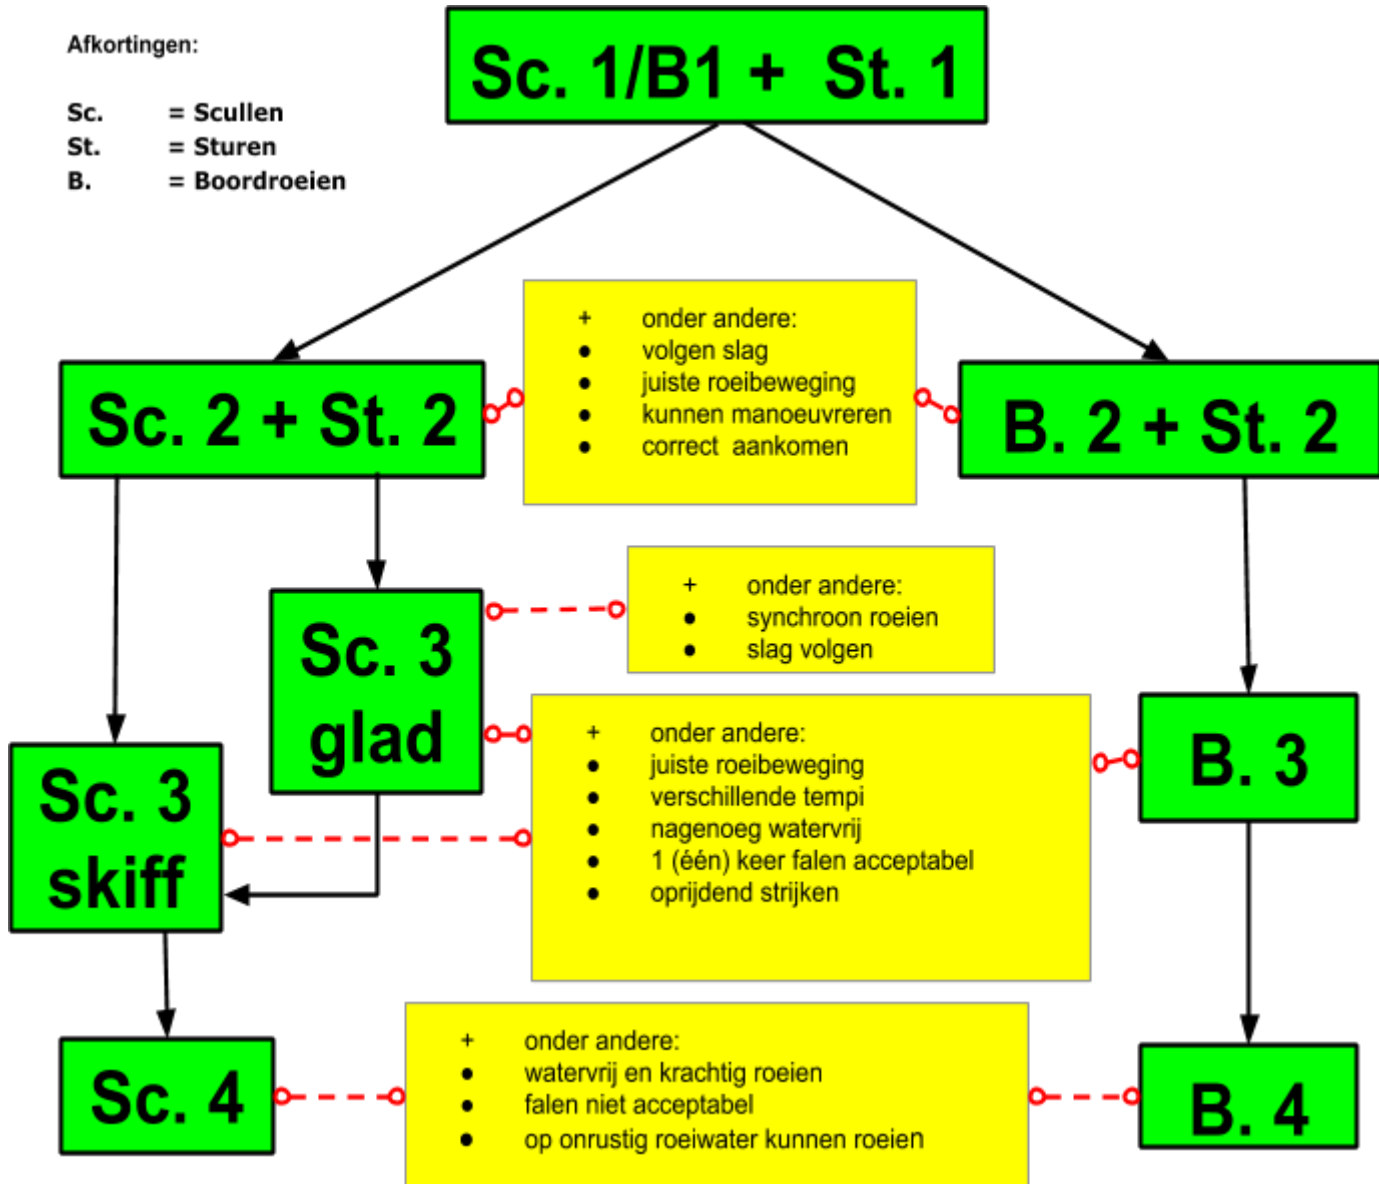 Afkortingen:
Sc. = Scullen
St. = Sturen
B. = Boordroeien
Sc. 1/B1 + St. 1
+ onder andere:
● volgen slag
● juiste roeibeweging
● kunnen manoeuvreren
● correct aankomen
Sc. 2 + St. 2
B. 2 + St. 2
+ onder andere:
● synchroon roeien
● slag volgen
Sc. 3
glad
+ onder andere:
● juiste roeibeweging
● verschillende tempi
● nagenoeg watervrij
● 1 (één) keer falen acceptabel
● oprijdend strijken
B. 3
Sc. 3
skiff
+ onder andere:
● watervrij en krachtig roeien
● falen niet acceptabel
● op onrustig roeiwater kunnen roeien
Sc. 4
B. 4